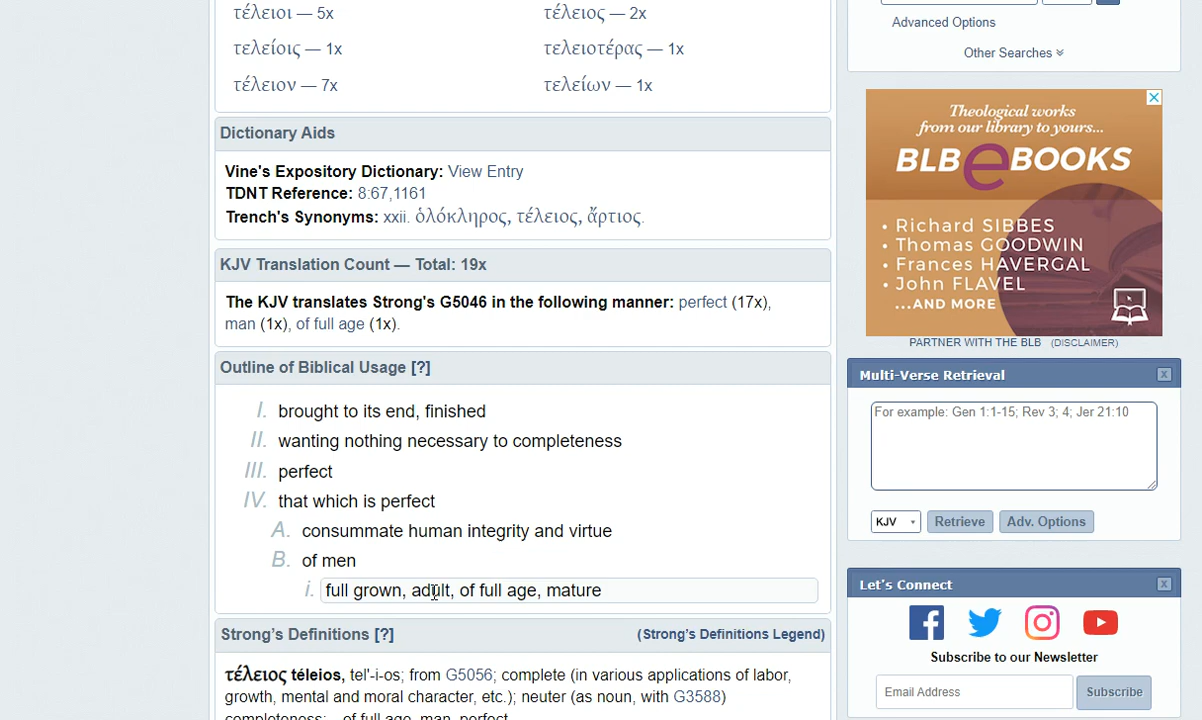 τέλειοι — 5x
τέλειος — 2x
τελείοις — 1x
τελειοτέρας — 1x
τέλειον — 7x
τελείων — 1x
Dictionary Aids
Vine's Expository Dictionary: View Entry
TDNT Reference: 8:67,1161
Trench's Synonyms: xxii. ὁλόκληρος, τέλειος, ἄρτιος.
KJV Translation Count — Total: 19x
The KJV translates Strong's G5046 in the following manner: perfect (17x),
man (1x), of full age (1x).
Outline of Biblical Usage [?]
I. brought to its end, finished
II. wanting nothing necessary to completeness
III. perfect
IV. that which is perfect
A. consummate human integrity and virtue
B. of men
i. full grown, adult, of full age, mature
Strong's Definitions [?]
(Strong's Definitions Legend)
τέλειος téleios, tel'-i-os; from G5056; complete (in various applications of labor,
growth, mental and moral character, etc.); neuter (as noun, with G3588)
completeness:—of full age, man, perfect.
Advanced Options
Other Searches
Theological works
from our library to yours...
BLB eBOOKS
• Richard SIBBES
• Thomas GOODWIN
• Frances HAVERGAL
• John FLAVEL
...AND MORE
PARTNER WITH THE BLB (DISCLAIMER)
Multi-Verse Retrieval
x
For example: Gen 1:1-15; Rev 3; 4; Jer 21:10
KJV
Retrieve
Adv. Options
Let's Connect
x
Subscribe to our Newsletter
Email Address
Subscribe